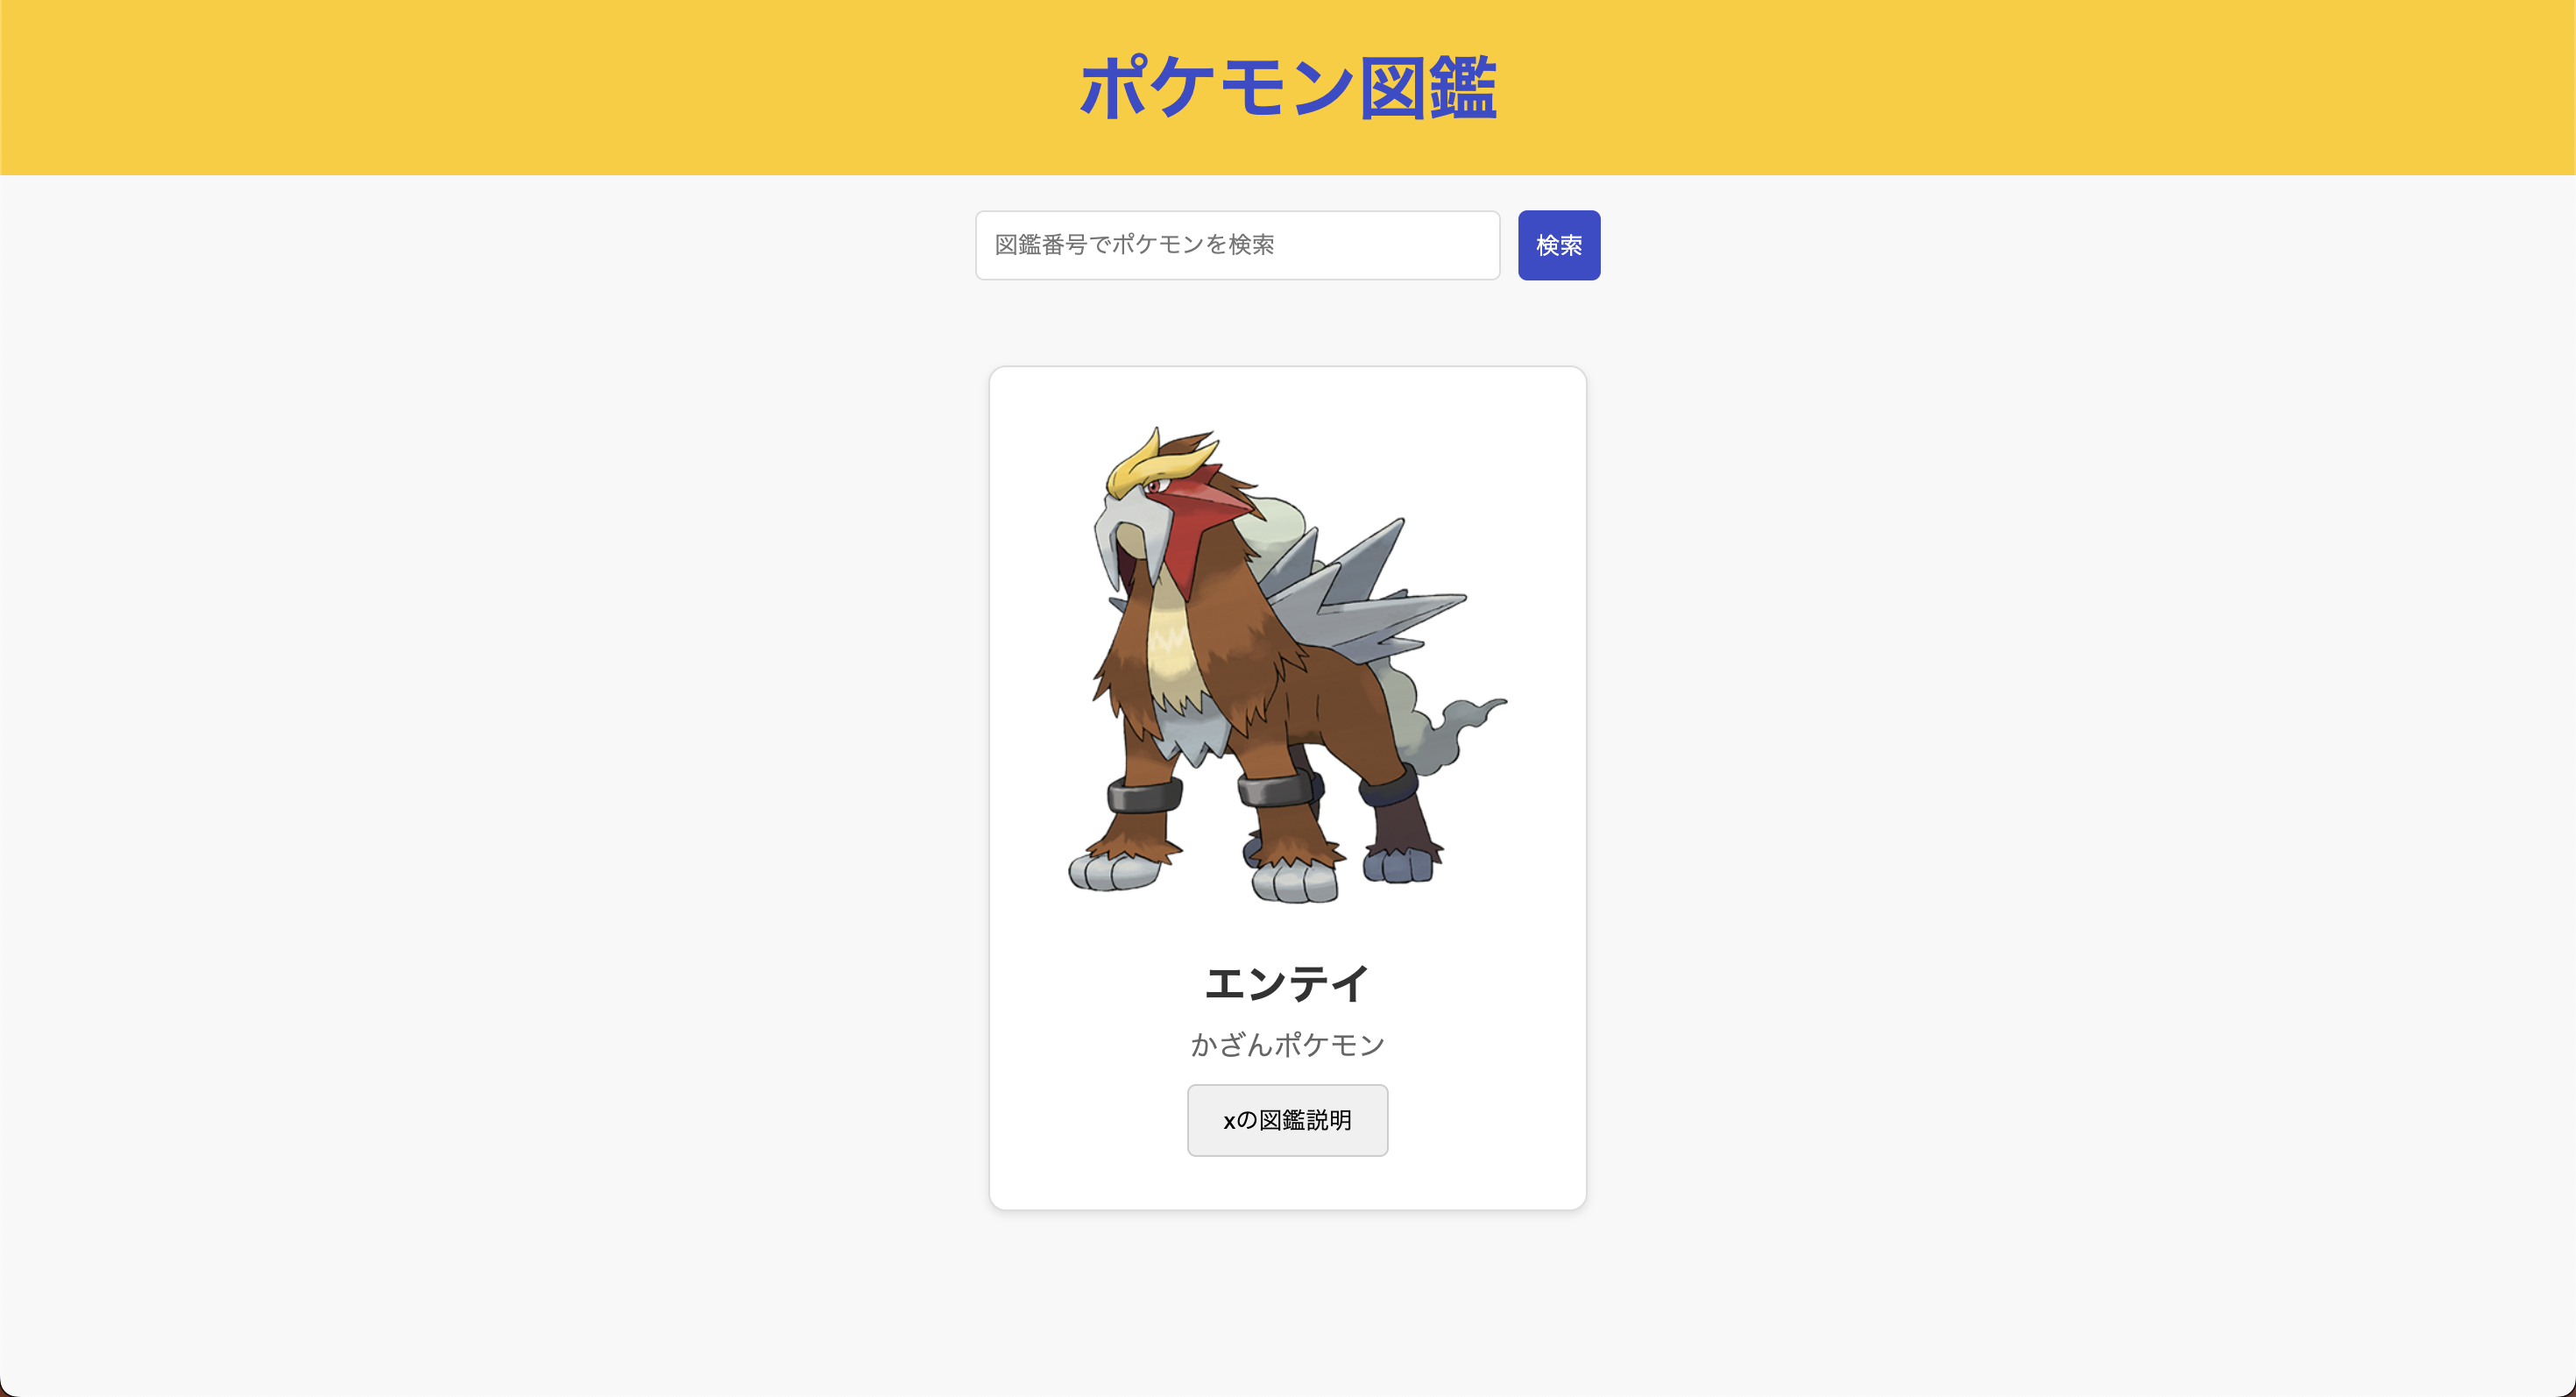 ポケモン図鑑
図鑑番号でポケモンを検索
検索
エンテイ
かざんポケモン
xの図鑑説明